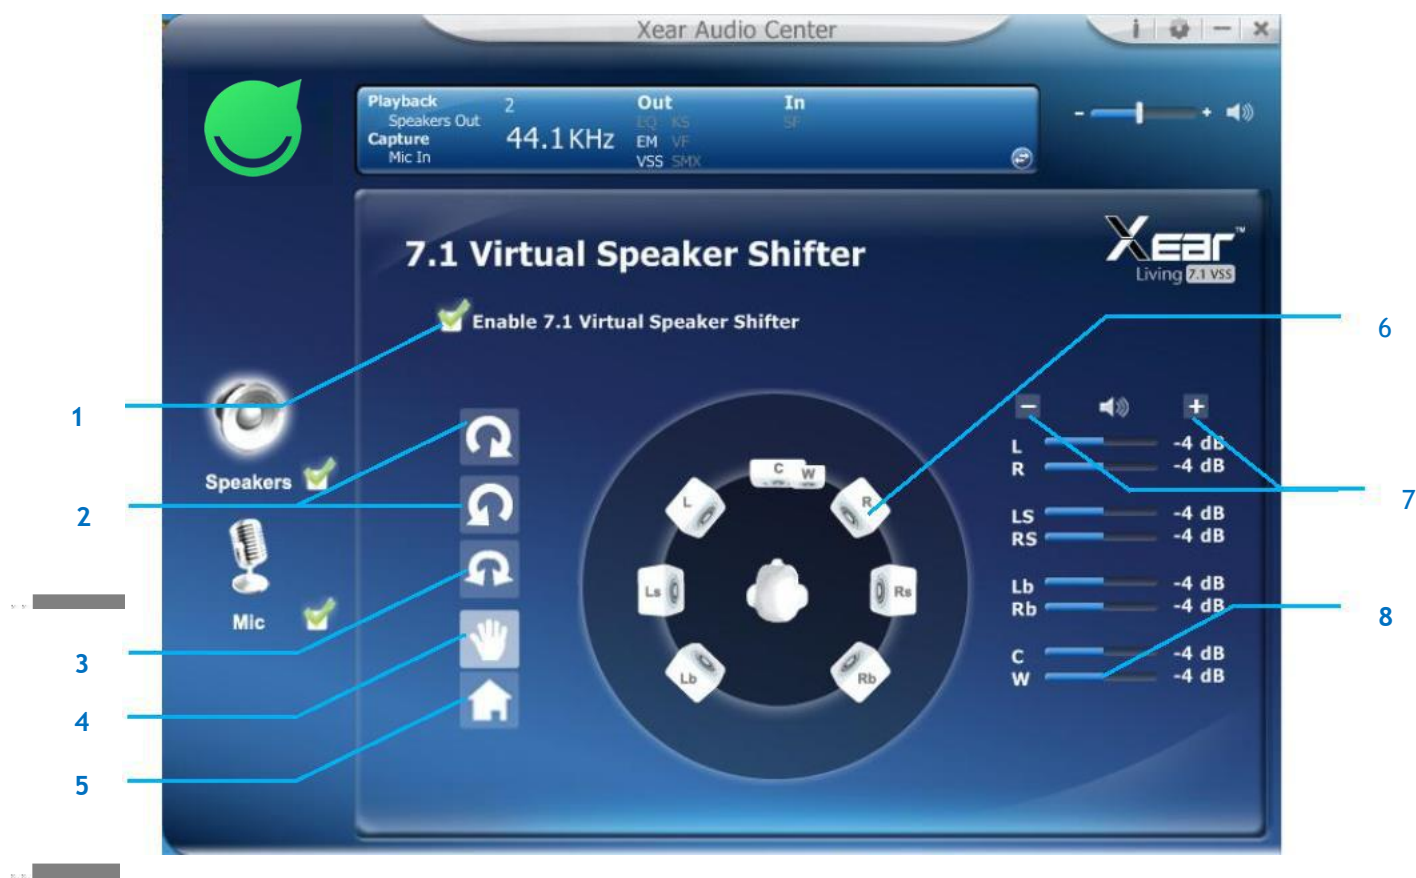 Xear Audio Center
i
Playback 2 Out In
Speakers Out EQ KS SF
Capture 44.1 KHz EM VF
Mic In VSS SMX
- +
7.1 Virtual Speaker Shifter
Xear™
Living 7.1 VSS
Enable 7.1 Virtual Speaker Shifter
6
1
- +
L -4 dB
R -4 dB
Speakers
2
7
LS -4 dB
RS -4 dB
Lb -4 dB
Rb -4 dB
8
Mic
3
C -4 dB
W -4 dB
4
5
C W
L R
Ls Rs
Lb Rb